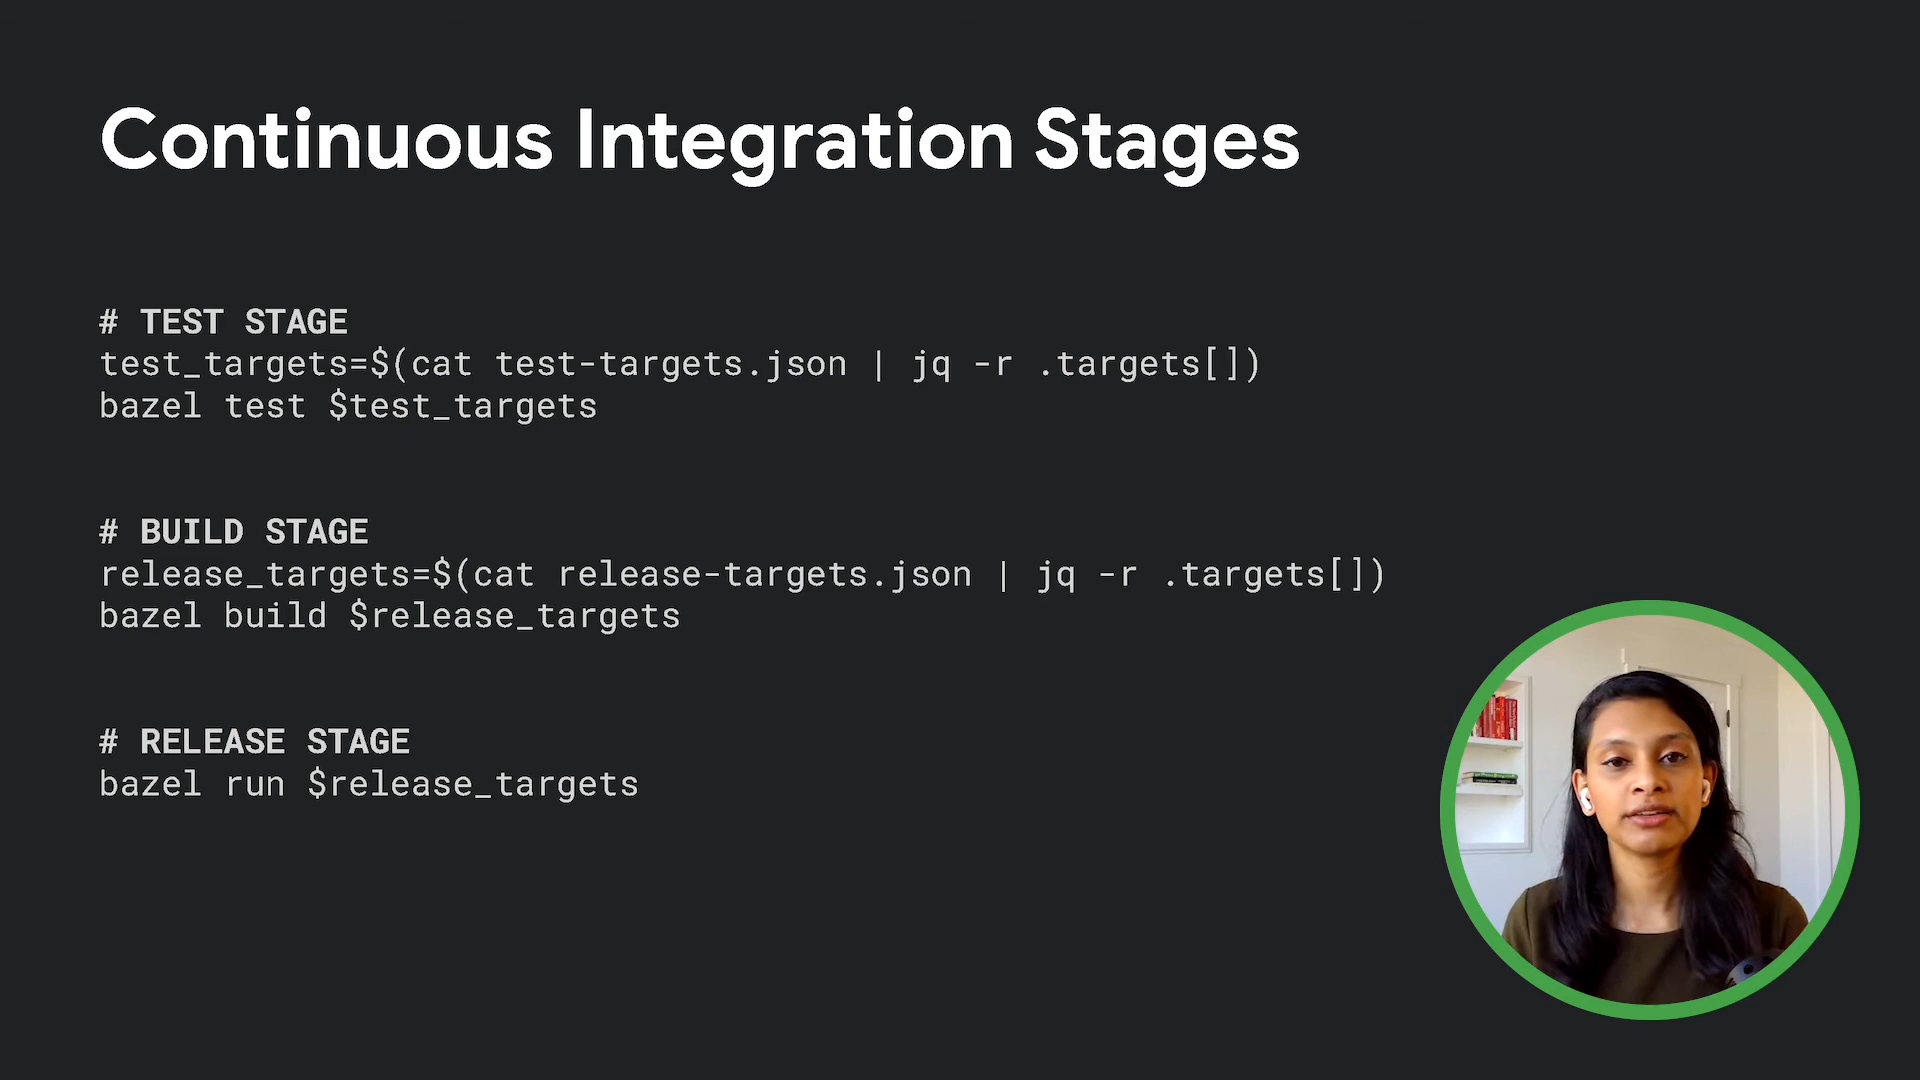 Continuous Integration Stages
# TEST STAGE
test_targets=$(cat test-targets.json | jq -r .targets[])
bazel test $test_targets
# BUILD STAGE
release_targets=$(cat release-targets.json | jq -r .targets[])
bazel build $release_targets
# RELEASE STAGE
bazel run $release_targets